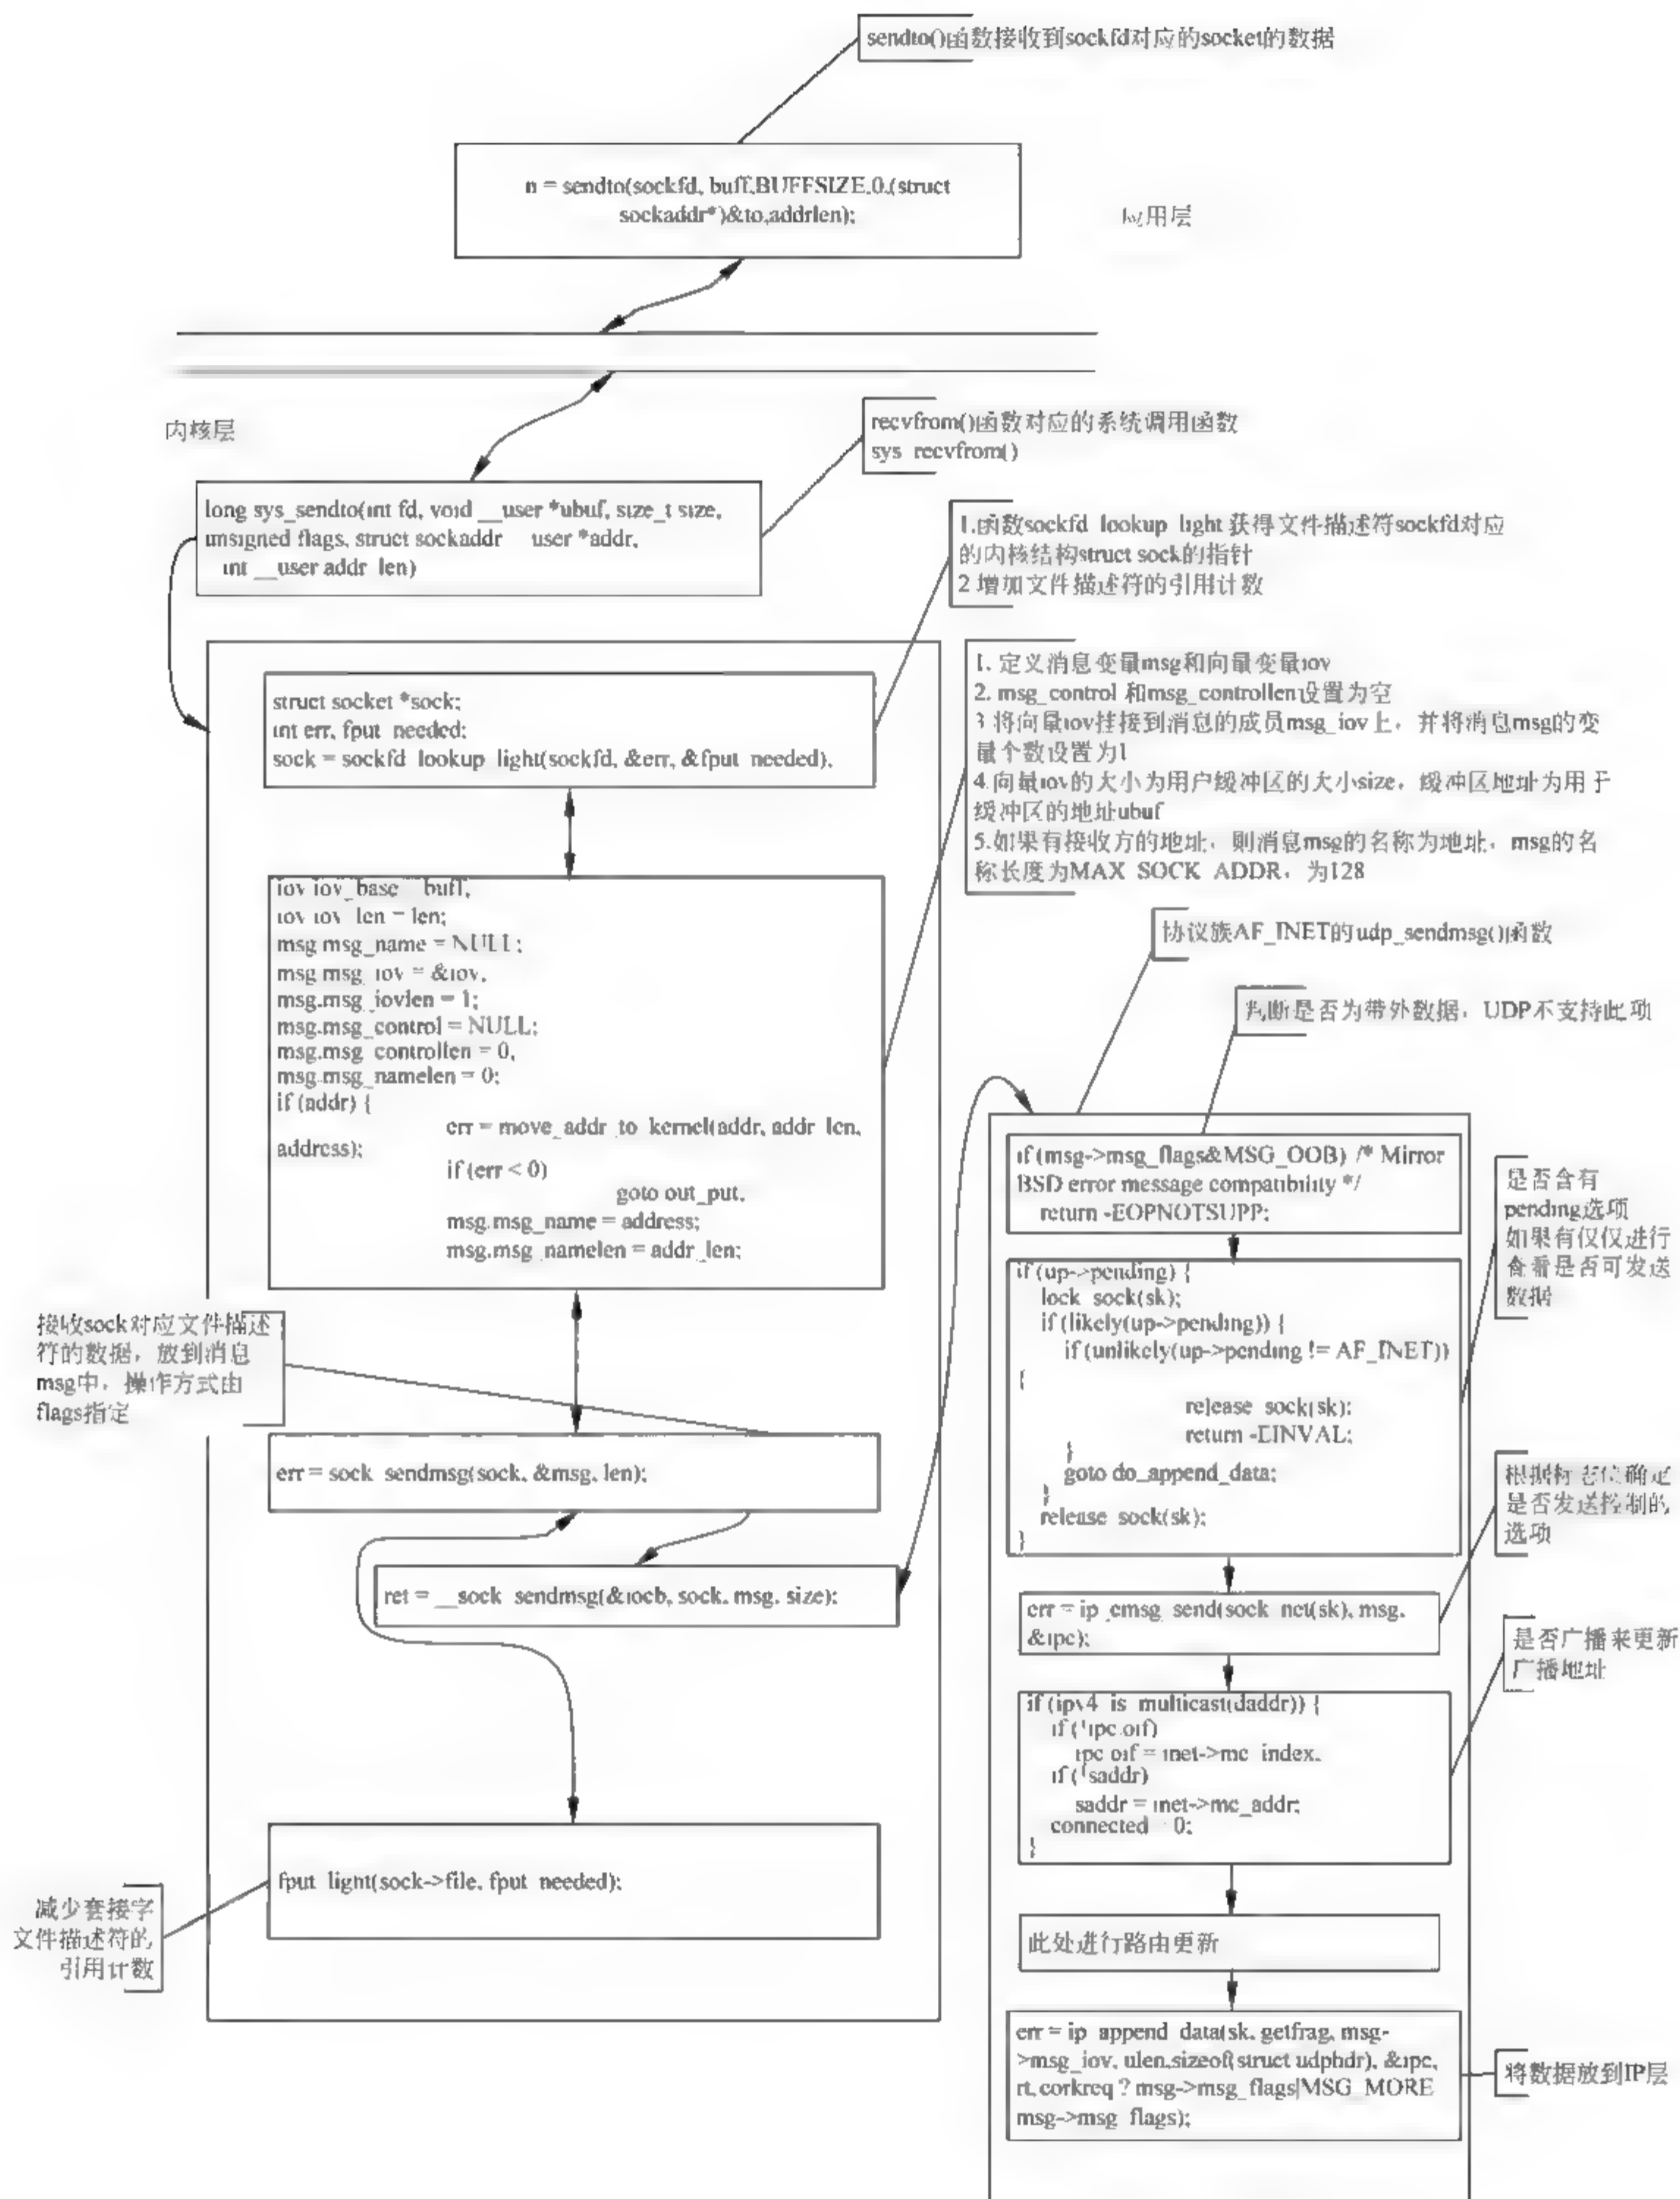 sendto()函数接收到sockfd对应的socket的数据
n = sendto(sockfd, buff,BUFFSIZE,0,(struct
sockaddr*)&to,addrlen);
用层
内核层
recvfrom()函数对应的系统调用函数
sys_recvfrom()
long sys_sendto(int fd, void __user *ubuf, size_t size,
unsigned flags, struct sockaddr __user *addr,
int __user addr_len)
1.函数sockfd_lookup_light 获得文件描述符sockfd对应
的内核结构struct sock的指针
2 增加文件描述符的引用计数
struct socket *sock;
int err, fput_needed;
sock = sockfd_lookup_light(sockfd, &err, &fput_needed);
1. 定义消息变量msg和向量变量iov
2. msg_control 和msg_controllen设置为空
3 将向量iov挂接到消息的成员msg_iov上，并将消息msg的变
量个数设置为1
4.向量iov的大小为用户缓冲区的大小size，缓冲区地址为用于
缓冲区的地址ubuf
5.如果有接收方的地址，则消息msg的名称为地址，msg的名
称长度为MAX_SOCK_ADDR，为128
iov iov_base buff,
iov iov_len = len;
msg msg_name = NULL;
msg msg_iov = &iov,
msg.msg_iovlen = 1;
msg.msg_control = NULL;
msg.msg_controllen = 0,
msg.msg_namelen = 0;
if (addr) {
err = move_addr_to_kernel(addr, addr_len,
address);
if (err < 0)
goto out_put,
msg.msg_name = address;
msg.msg_namelen = addr_len;
接收sock对应文件描述
符的数据，放到消息
msg中，操作方式由
flags指定
err = sock_sendmsg(sock, &msg, len);
ret = __sock_sendmsg(&iocb, sock, msg, size);
fput_light(sock->file, fput_needed);
减少套接字
文件描述符的
引用计数
协议族AF_INET的udp_sendmsg()函数
判断是否为带外数据，UDP不支持此项
if (msg->msg_flags&MSG_OOB) /* Mirror
BSD error message compatibility */
return -EOPNOTSUPP;
是否含有
pending选项
如果有仅仅进行
查看是否可发送
数据
if (up->pending) {
lock_sock(sk);
if (likely(up->pending)) {
if (unlikely(up->pending != AF_INET))
{
release_sock(sk);
return -EINVAL;
}
goto do_append_data;
}
release_sock(sk);
}
根据标志位确定
是否发送控制的
选项
err = ip_cmsg_send(sock_net(sk), msg,
&ipc);
是否广播来更新
广播地址
if (ipv4_is_multicast(daddr)) {
if (!ipc.oif)
ipc oif = inet->mc_index,
if (!saddr)
saddr = inet->mc_addr;
connected 0;
}
此处进行路由更新
err = ip_append_data(sk, getfrag, msg-
>msg_iov, ulen,sizeof(struct udphdr), &ipc,
rt, corkreq ? msg->msg_flags|MSG_MORE
msg->msg_flags);
将数据放到IP层